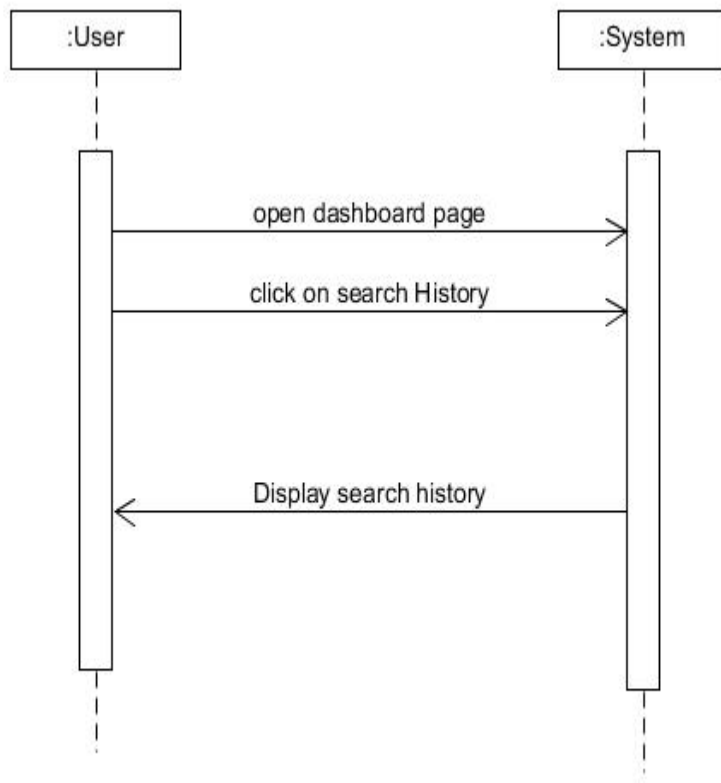 :User
:System
open dashboard page
click on search History
Display search history